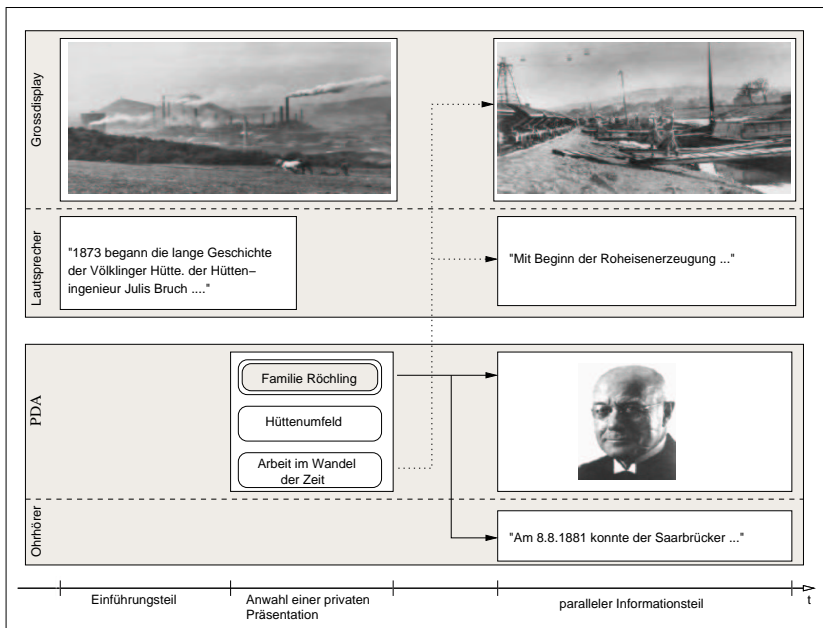 Grossdisplay
Lautsprecher
"1873 begann die lange Geschichte
der Völklinger Hütte. der Hütten–
ingenieur Julis Bruch ...."
"Mit Beginn der Roheisenerzeugung ..."
PDA
Familie Röchling
Hüttenumfeld
Arbeit im Wandel
der Zeit
Ohrhörer
"Am 8.8.1881 konnte der Saarbrücker ..."
Einführungsteil
Anwahl einer privaten
Präsentation
paralleler Informationsteil
t